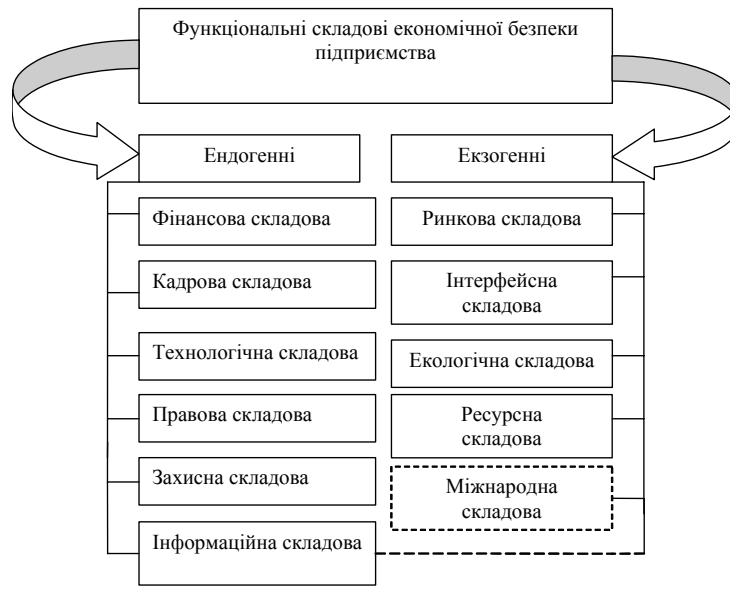 Функціональні складові економічної безпеки
підприємства
Ендогенні
Екзогенні
Фінансова складова
Ринкова складова
Кадрова складова
Інтерфейсна
складова
Технологічна складова
Екологічна складова
Правова складова
Ресурсна
складова
Захисна складова
Міжнародна
складова
Інформаційна складова